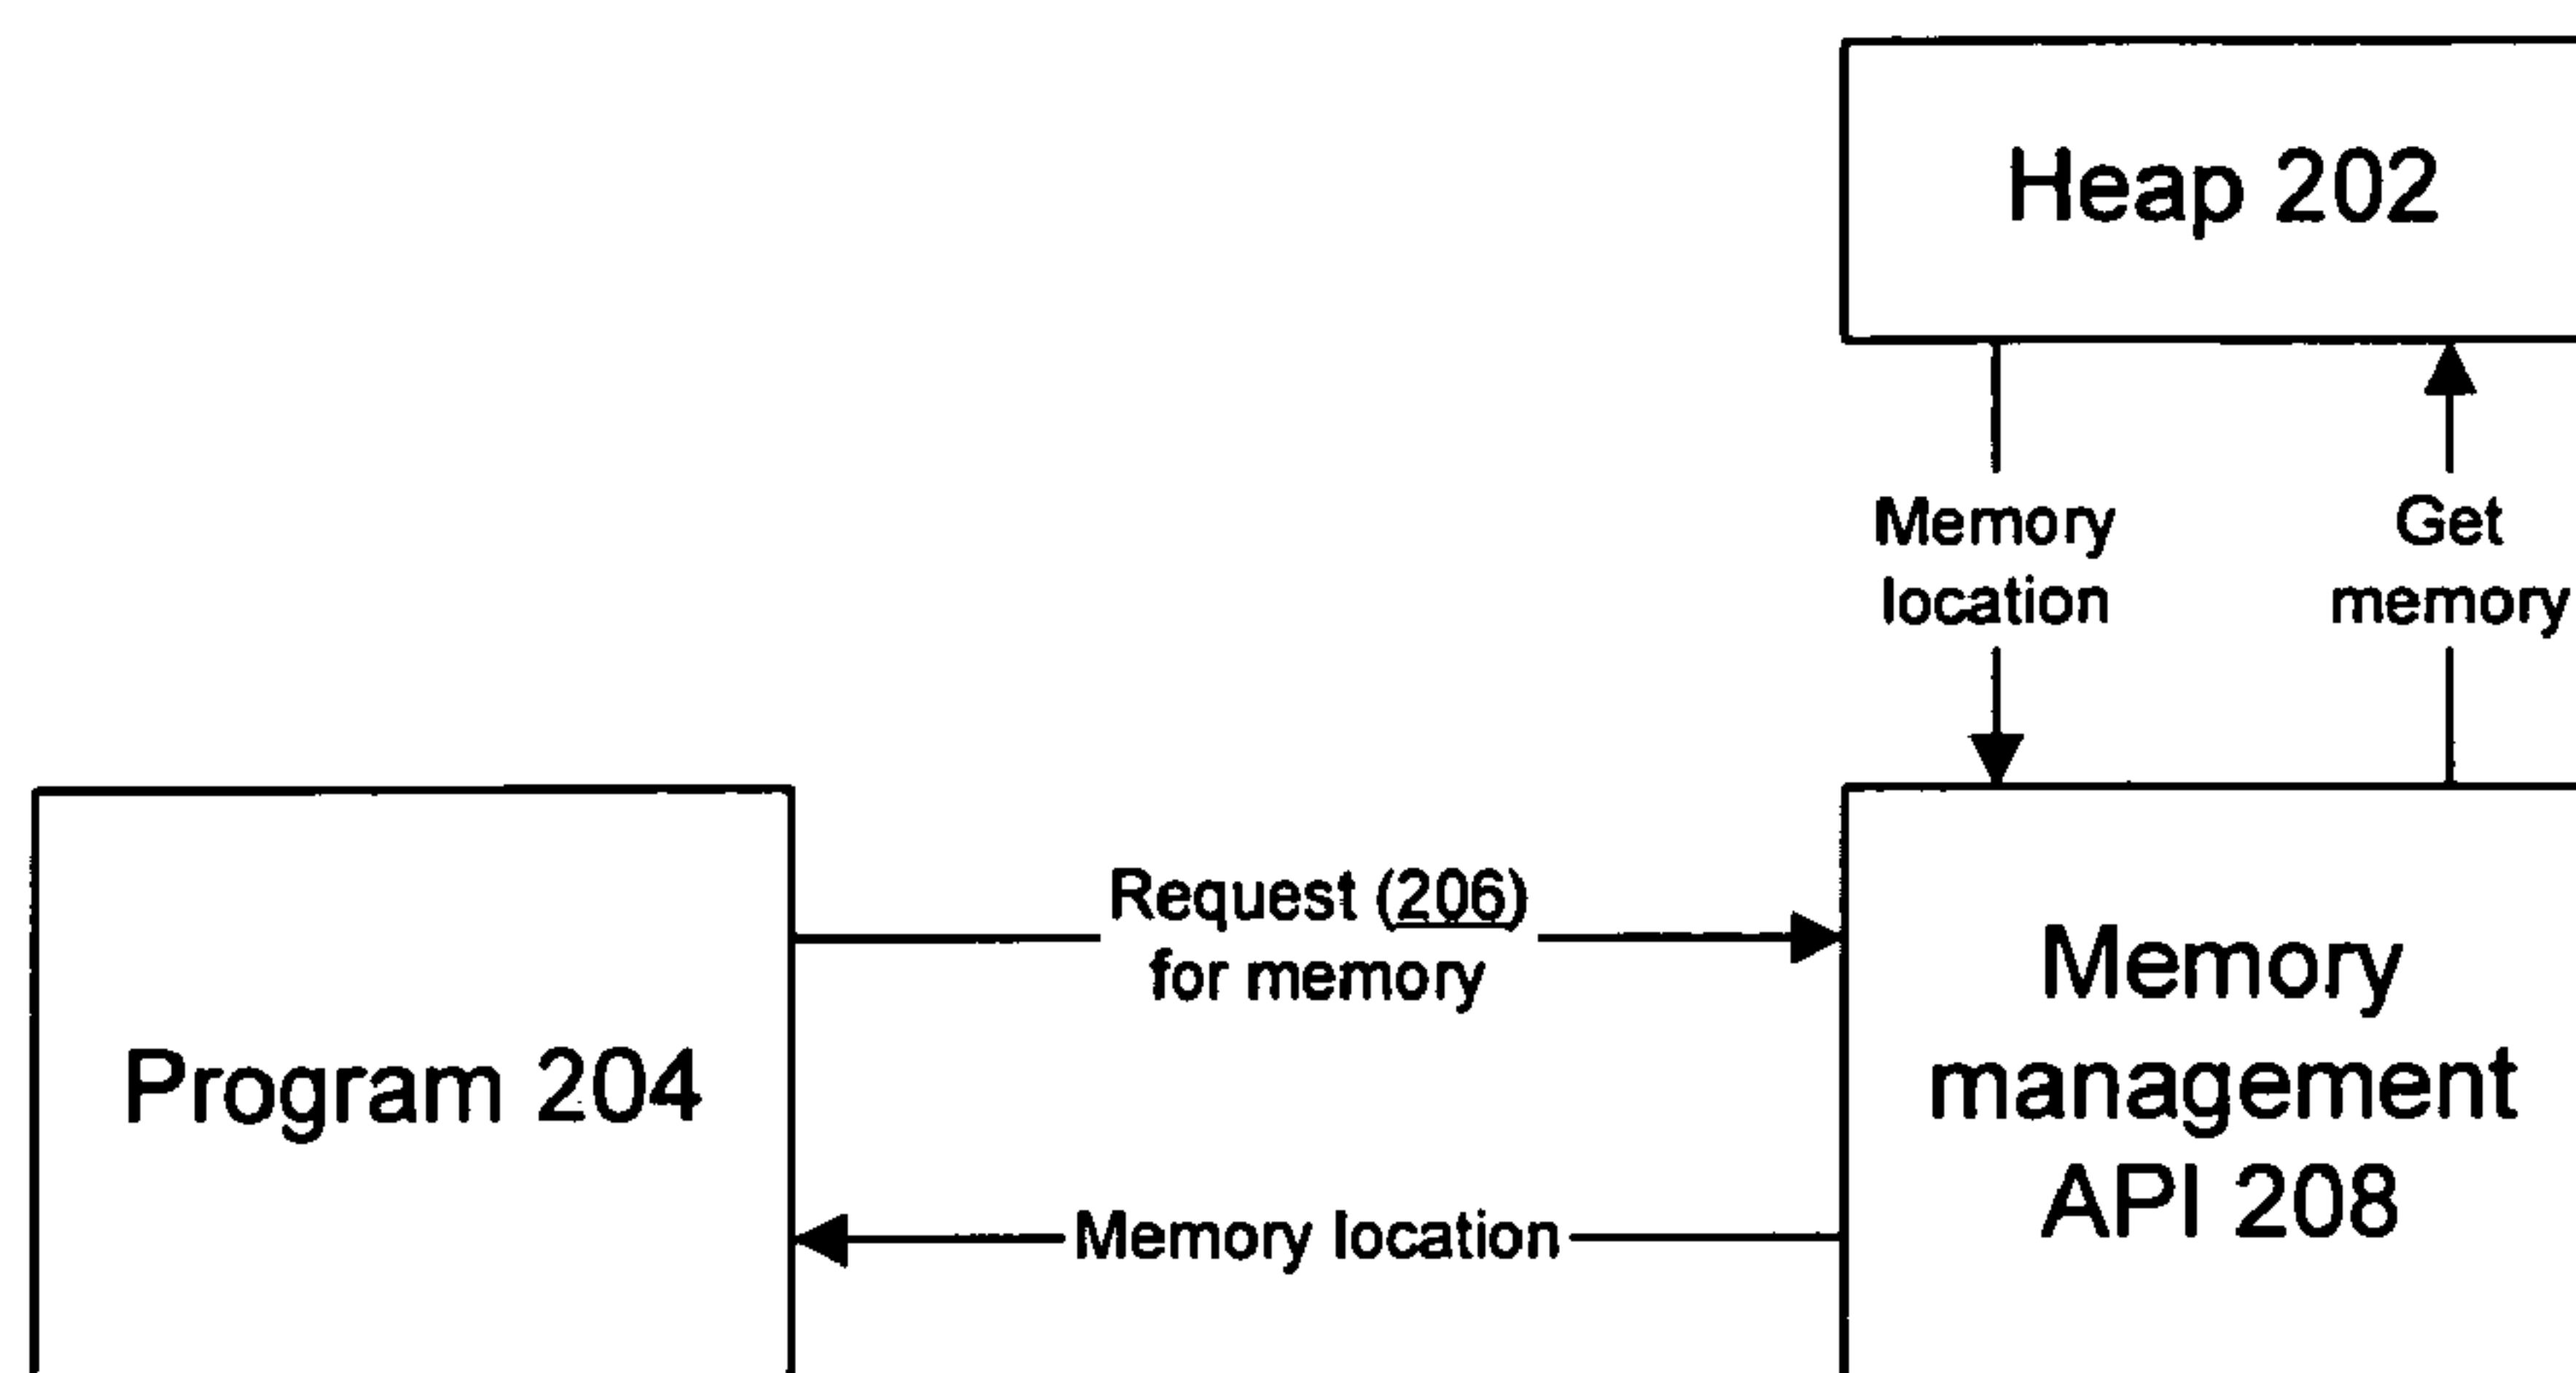 Heap 202
Memory
location
Get
memory
Request (206)
for memory
Program 204
Memory
management
API 208
Memory location